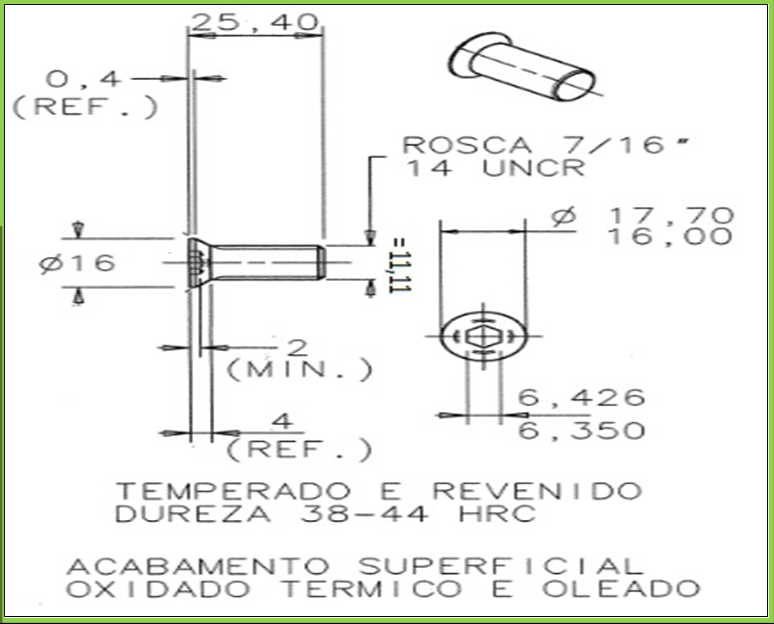 25,40
0,4
(REF.)
ROSCA 7/16"
14 UNCR
Ø 17,70
16,00
Ø16
=11,11
2
(MIN.)
6,426
6,350
4
(REF.)
TEMPERADO E REVENIDO
DUREZA 38-44 HRC
ACABAMENTO SUPERFICIAL
OXIDADO TERMICO E OLEADO